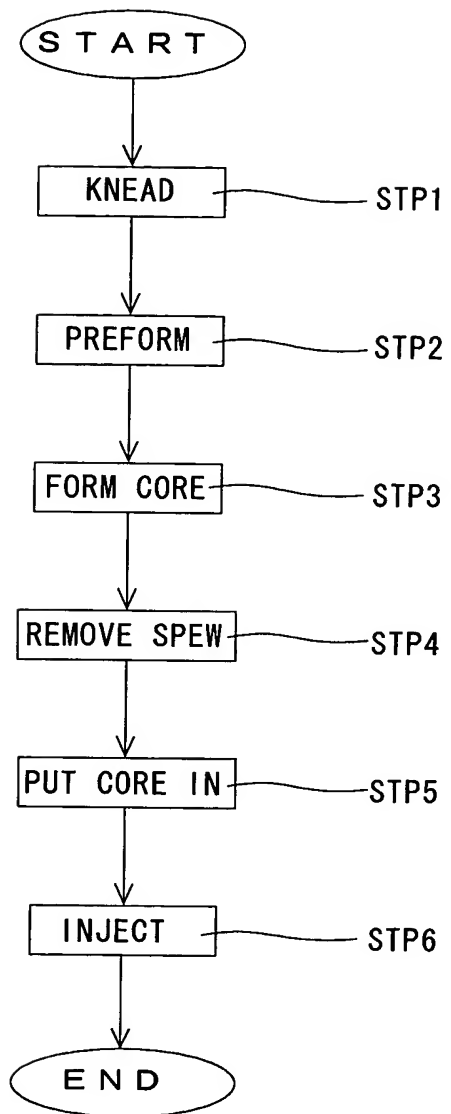 START
KNEAD STP1
PREFORM STP2
FORM CORE STP3
REMOVE SPEW STP4
PUT CORE IN STP5
INJECT STP6
END